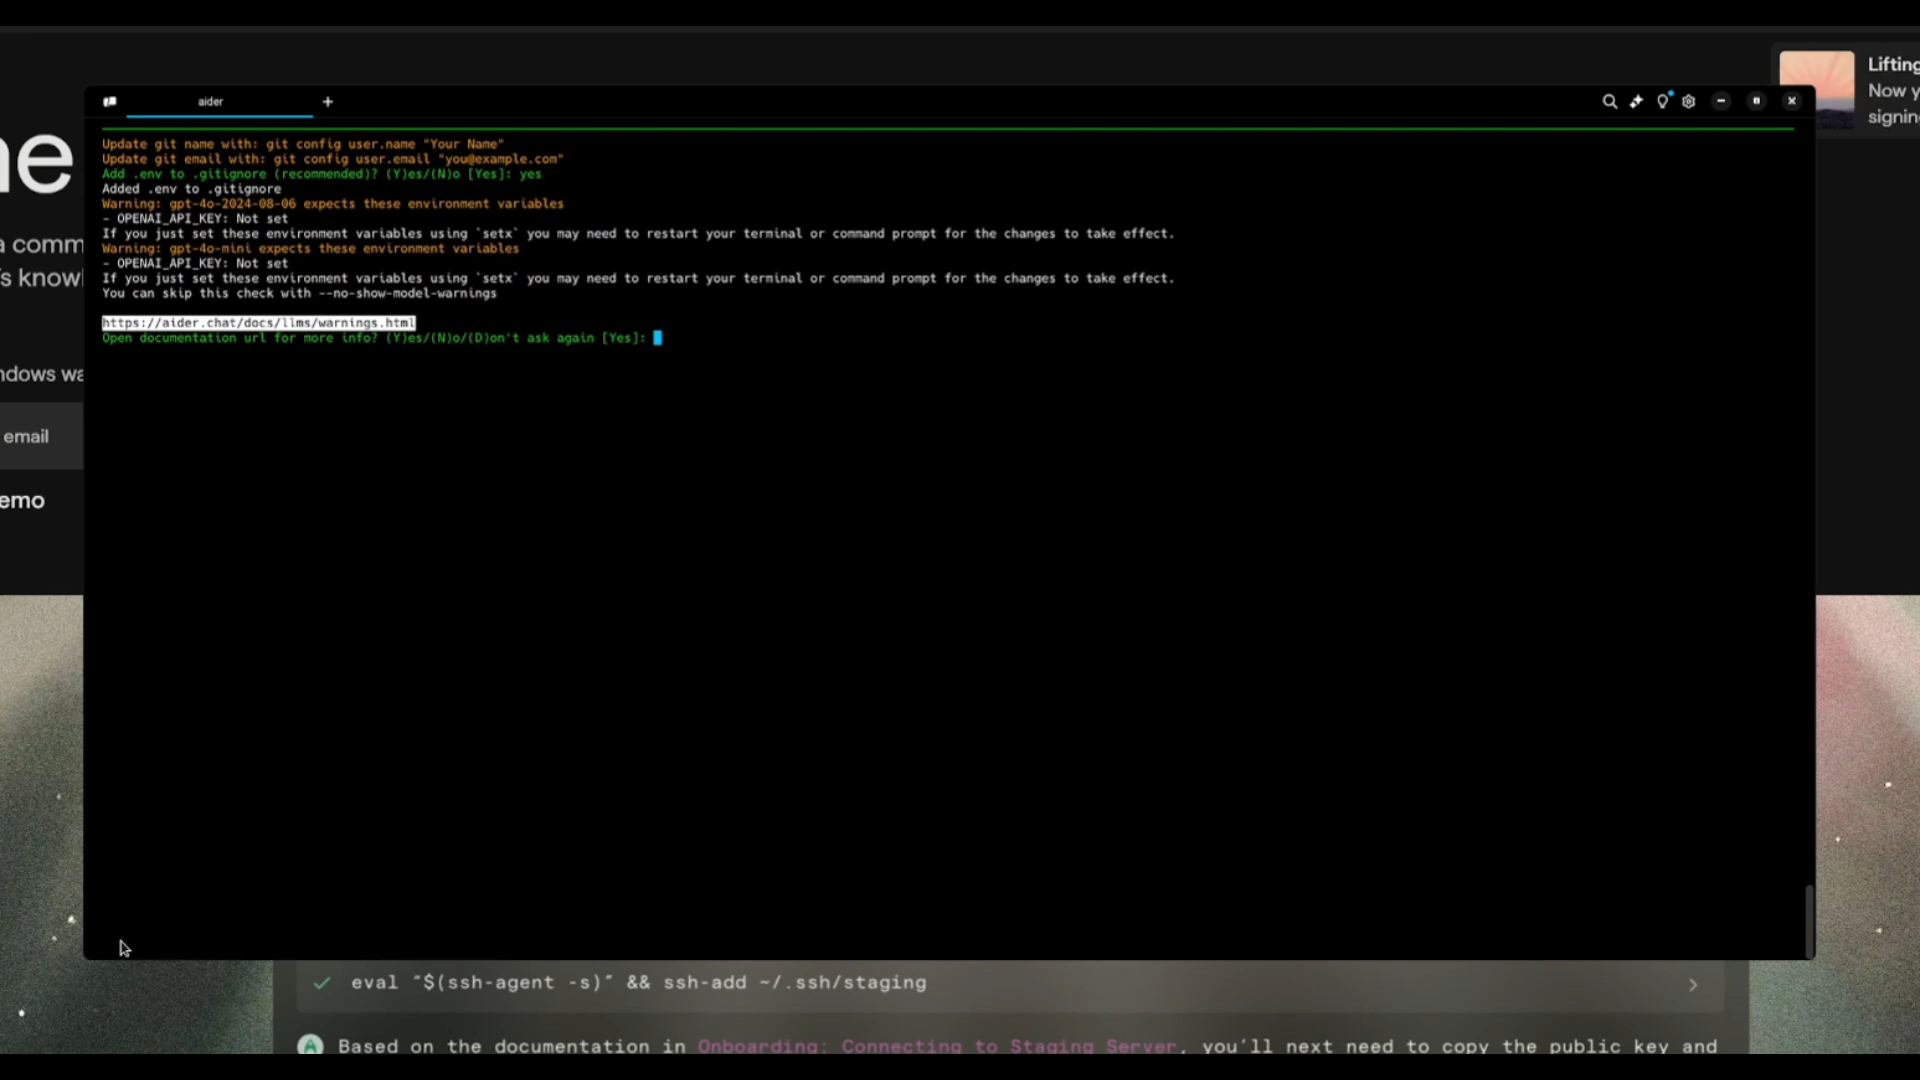 Lifting
Now y
signin
aider
ne
a comm
's knowl
ndows wa
email
emo
Update git name with: git config user.name "Your Name"
Update git email with: git config user.email "you@example.com"
Add .env to .gitignore (recommended)? (Y)es/(N)o [Yes]: yes
Added .env to .gitignore
Warning: gpt-4o-2024-08-06 expects these environment variables
- OPENAI_API_KEY: Not set
If you just set these environment variables using `setx` you may need to restart your terminal or command prompt for the changes to take effect.
Warning: gpt-4o-mini expects these environment variables
- OPENAI_API_KEY: Not set
If you just set these environment variables using `setx` you may need to restart your terminal or command prompt for the changes to take effect.
You can skip this check with --no-show-model-warnings
https://aider.chat/docs/llms/warnings.html
Open documentation url for more info? (Y)es/(N)o/(D)on't ask again [Yes]:
eval "$(ssh-agent -s)" && ssh-add ~/.ssh/staging
A Based on the documentation in Onboarding: Connecting to Staging Server, you'll next need to copy the public key and